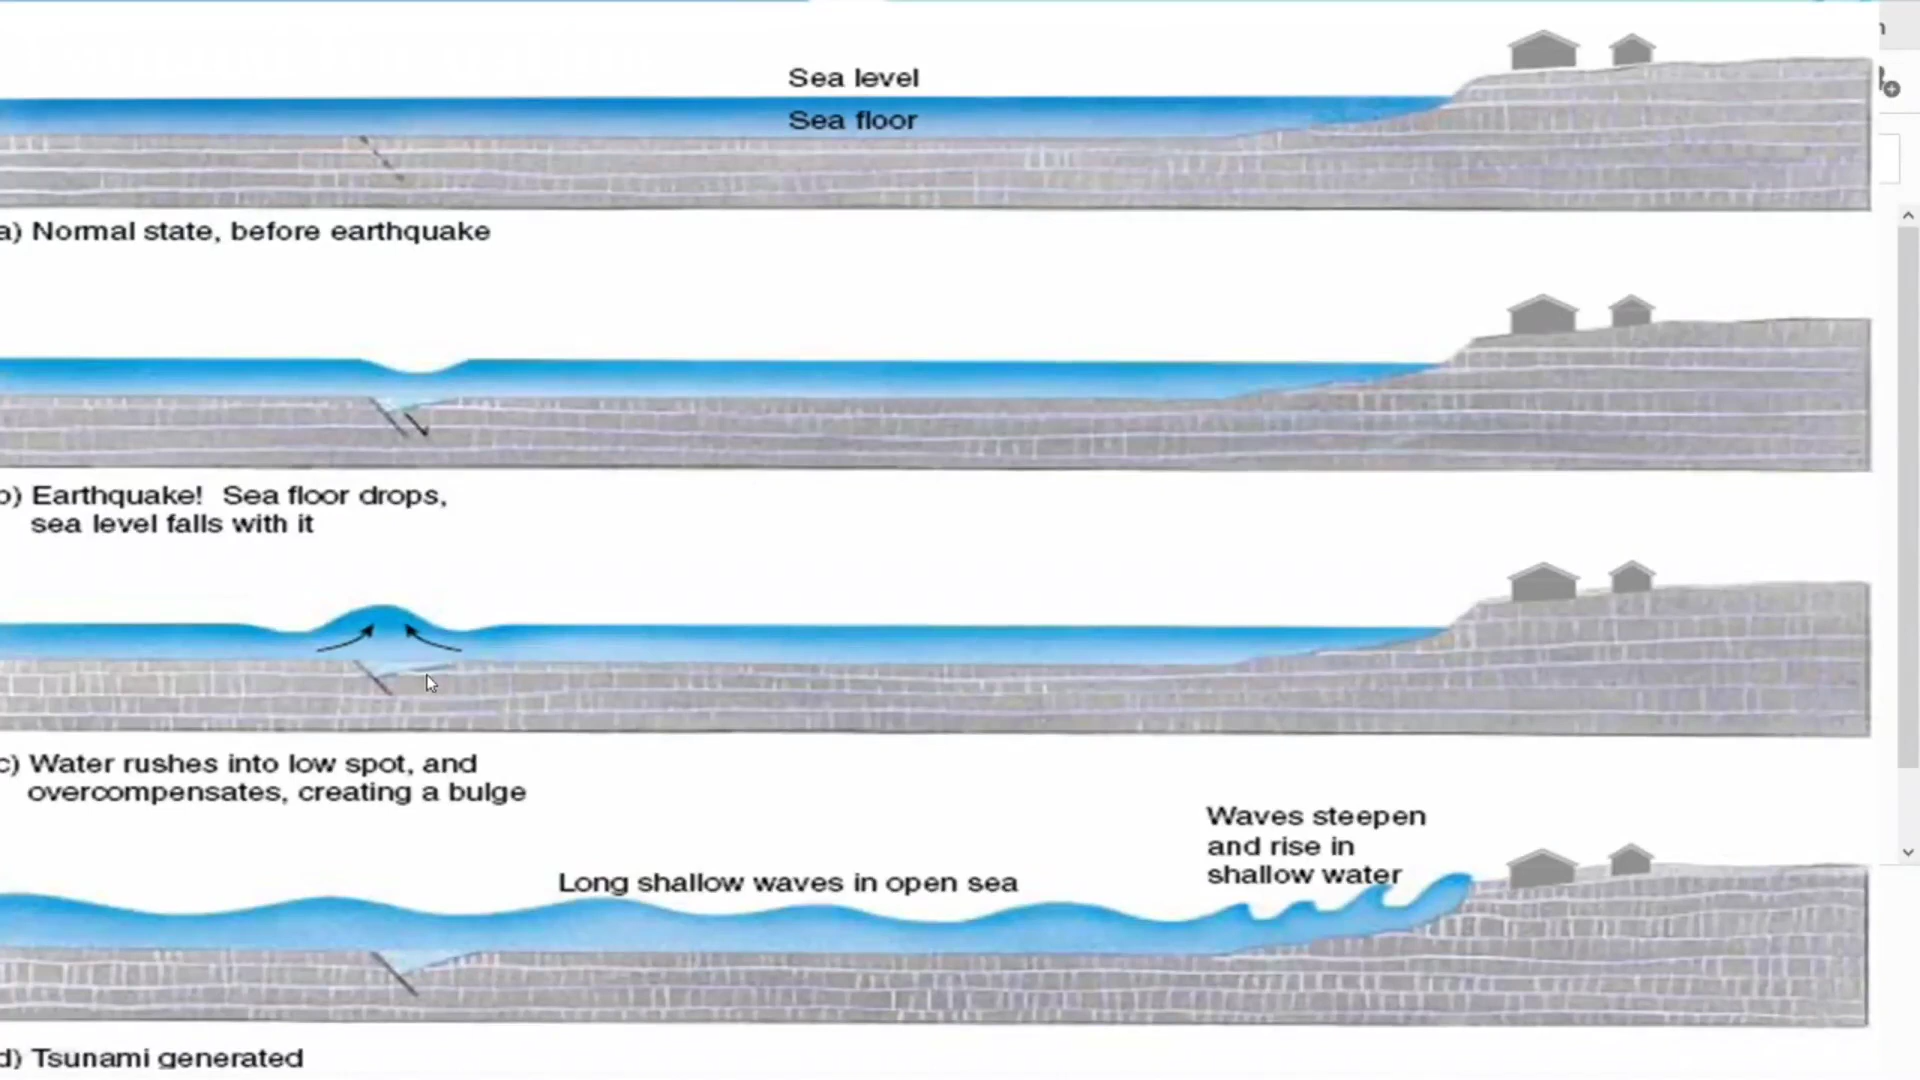 Sea level
Sea floor
a) Normal state, before earthquake
b) Earthquake! Sea floor drops,
sea level falls with it
c) Water rushes into low spot, and
overcompensates, creating a bulge
Waves steepen
and rise in
shallow water
Long shallow waves in open sea
d) Tsunami generated